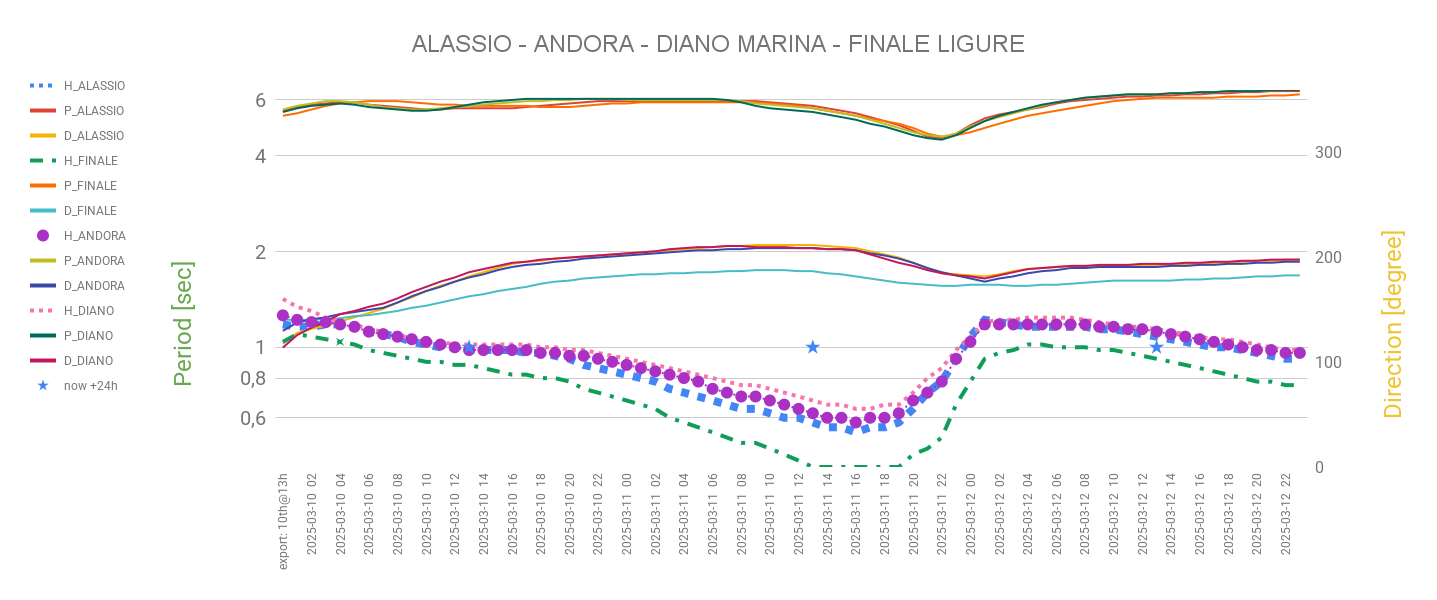 ALASSIO - ANDORA - DIANO MARINA - FINALE LIGURE
H_ALASSIO
P_ALASSIO
D_ALASSIO
H_FINALE
P_FINALE
D_FINALE
H_ANDORA
P_ANDORA
D_ANDORA
H_DIANO
P_DIANO
D_DIANO
now +24h
Period [sec]
6
4
2
1
0,8
0,6
300
200
100
0
Direction [degree]
export: 10th@13h
2025-03-10 02
2025-03-10 04
2025-03-10 06
2025-03-10 08
2025-03-10 10
2025-03-10 12
2025-03-10 14
2025-03-10 16
2025-03-10 18
2025-03-10 20
2025-03-10 22
2025-03-11 00
2025-03-11 02
2025-03-11 04
2025-03-11 06
2025-03-11 08
2025-03-11 10
2025-03-11 12
2025-03-11 14
2025-03-11 16
2025-03-11 18
2025-03-11 20
2025-03-11 22
2025-03-12 00
2025-03-12 02
2025-03-12 04
2025-03-12 06
2025-03-12 08
2025-03-12 10
2025-03-12 12
2025-03-12 14
2025-03-12 16
2025-03-12 18
2025-03-12 20
2025-03-12 22